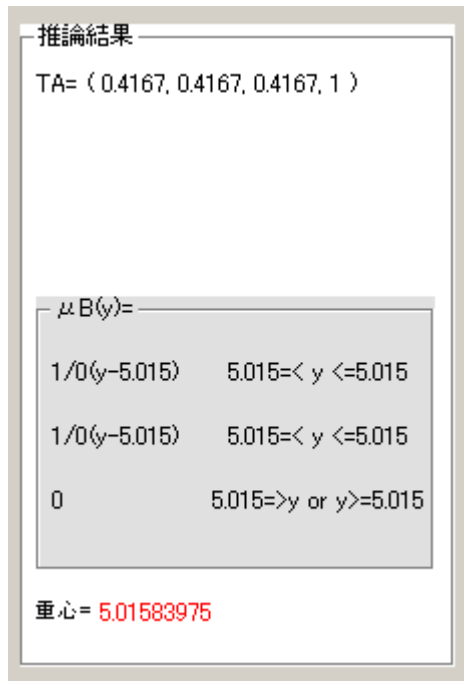 推論結果
TA= ( 0.4167, 0.4167, 0.4167, 1 )
μB(y)=
1/0(y-5.015) 5.015=< y <=5.015
1/0(y-5.015) 5.015=< y <=5.015
0 5.015=>y or y>=5.015
重心= 5.01583975